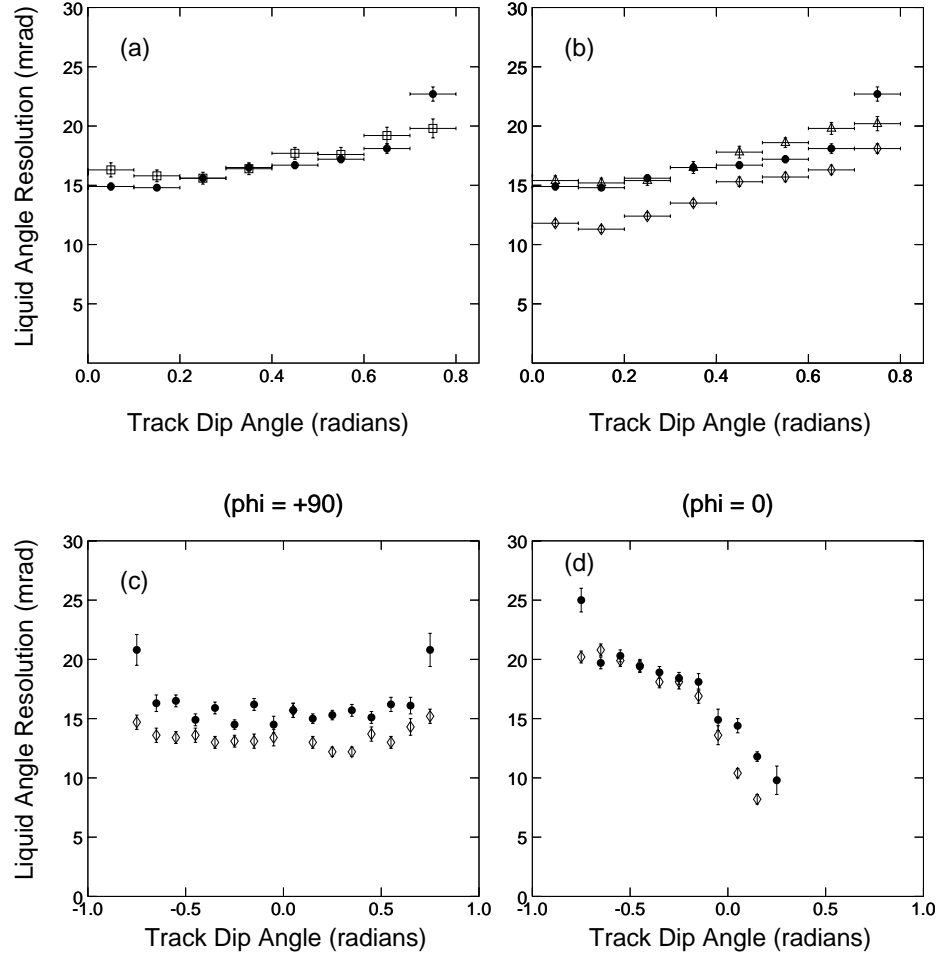 30
25
20
15
10
5
0.0 0.2 0.4 0.6 0.8
(a)
Liquid Angle Resolution (mrad)
Track Dip Angle (radians)
30
25
20
15
10
5
0.0 0.2 0.4 0.6 0.8
(b)
Track Dip Angle (radians)
(phi = +90)
30
25
20
15
10
5
0
-1.0 -0.5 0.0 0.5 1.0
(c)
Liquid Angle Resolution (mrad)
Track Dip Angle (radians)
(phi = 0)
30
25
20
15
10
5
0
-1.0 -0.5 0.0 0.5 1.0
(d)
Track Dip Angle (radians)